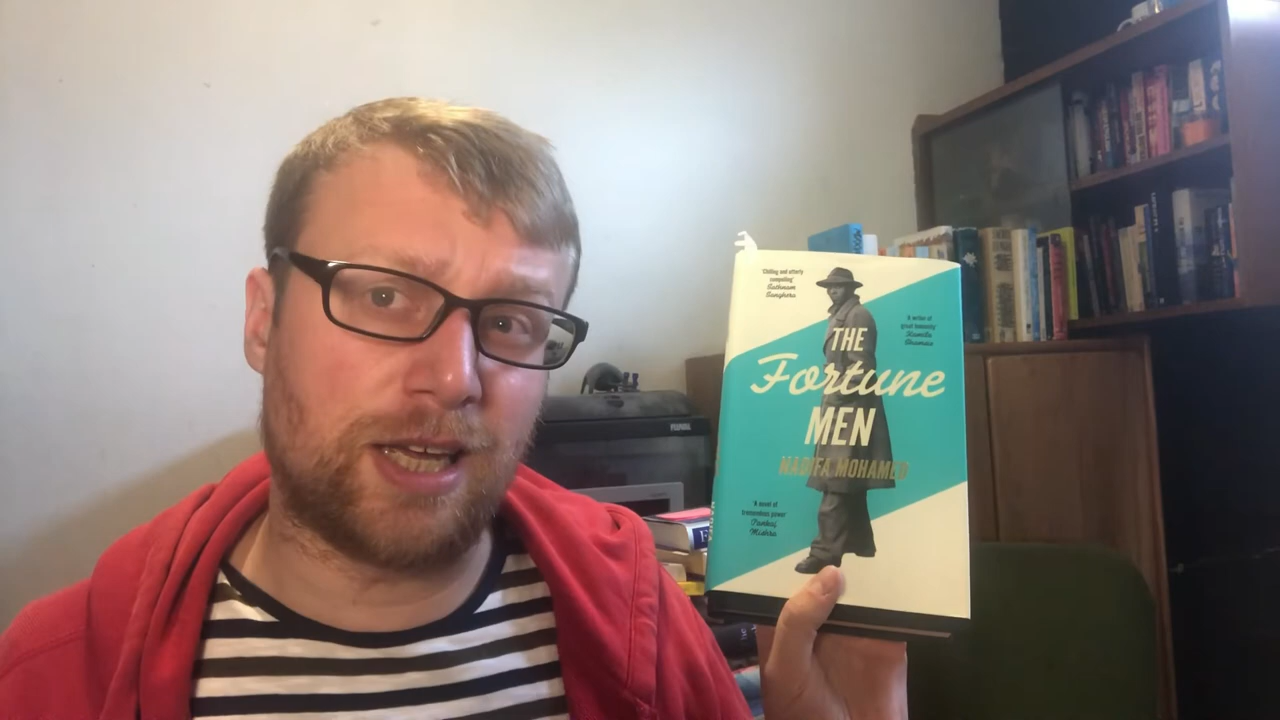 'Chilling and utterly
compelling'
Sathnam
Sanghera
'A writer of
great humanity'
Kamila
Shamsie
THE
Fortune
MEN
NADIFA MOHAMED
'A novel of
tremendous power'
Pankaj
Mishra